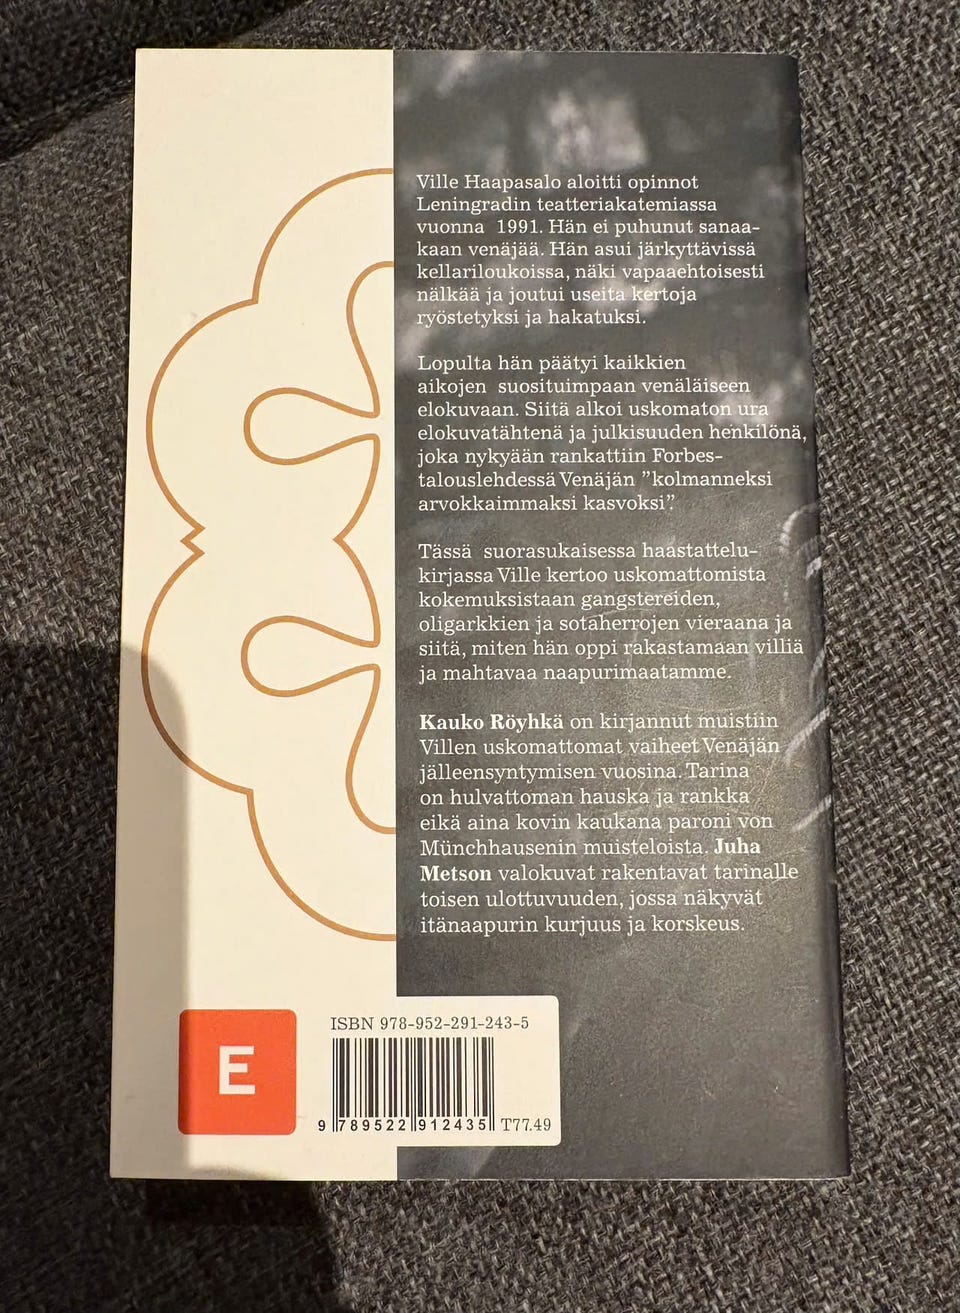 Ville Haapasalo aloitti opinnot
Leningradin teatteriakatemiassa
vuonna 1991. Hän ei puhunut sanaa-
kaan venäjää. Hän asui järkyttävissä
kellariloukoissa, näki vapaaehtoisesti
nälkää ja joutui useita kertoja
ryöstetyksi ja hakatuksi.
Lopulta hän päätyi kaikkien
aikojen suosituimpaan venäläiseen
elokuvaan. Siitä alkoi uskomaton ura
elokuvatähtenä ja julkisuuden henkilönä,
joka nykyään rankattiin Forbes-
talouslehdessä Venäjän ”kolmanneksi
arvokkaimmaksi kasvoksi”.
Tässä suorasukaisessa haastattelu-
kirjassa Ville kertoo uskomattomista
kokemuksistaan gangstereiden,
oligarkkien ja sotaherrojen vieraana ja
siitä, miten hän oppi rakastamaan villiä
ja mahtavaa naapurimaatamme.
Kauko Röyhkä on kirjannut muistiin
Villen uskomattomat vaiheet Venäjän
jälleensyntymisen vuosina. Tarina
on hulvattoman hauska ja rankka
eikä aina kovin kaukana paroni von
Münchhausenin muisteloista. Juha
Metson valokuvat rakentavat tarinalle
toisen ulottuvuuden, jossa näkyvät
itänaapurin kurjuus ja korskeus.
E
ISBN 978-952-291-243-5
9 789522 912435 T77.49